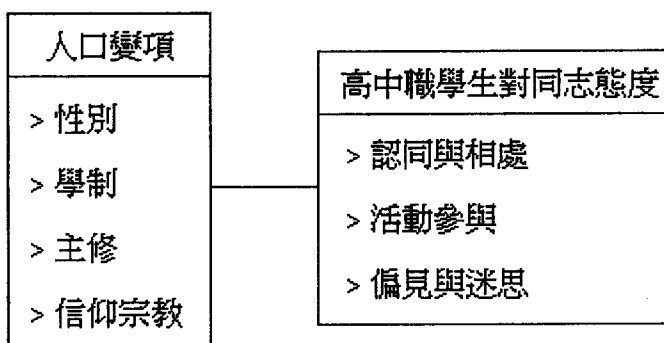 人口變項
> 性別
> 學制
> 主修
> 信仰宗教
高中職學生對同志態度
> 認同與相處
> 活動參與
> 偏見與迷思